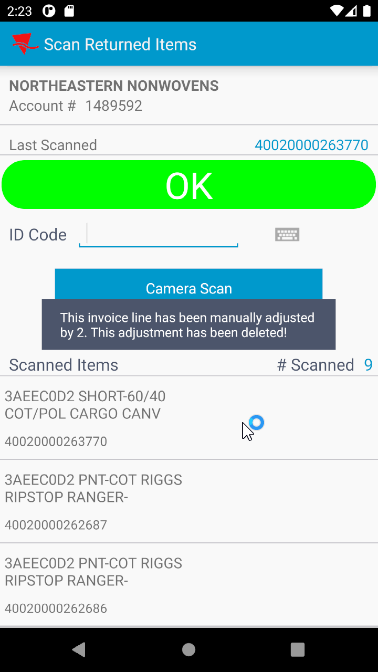 2:23
Scan Returned Items
NORTHEASTERN NONWOVENS
Account # 1489592
Last Scanned 40020000263770
OK
ID Code
Camera Scan
This invoice line has been manually adjusted
by 2. This adjustment has been deleted!
Scanned Items # Scanned 9
3AEEC0D2 SHORT-60/40
COT/POL CARGO CANV
40020000263770
3AEEC0D2 PNT-COT RIGGS
RIPSTOP RANGER-
40020000262687
3AEEC0D2 PNT-COT RIGGS
RIPSTOP RANGER-
40020000262686